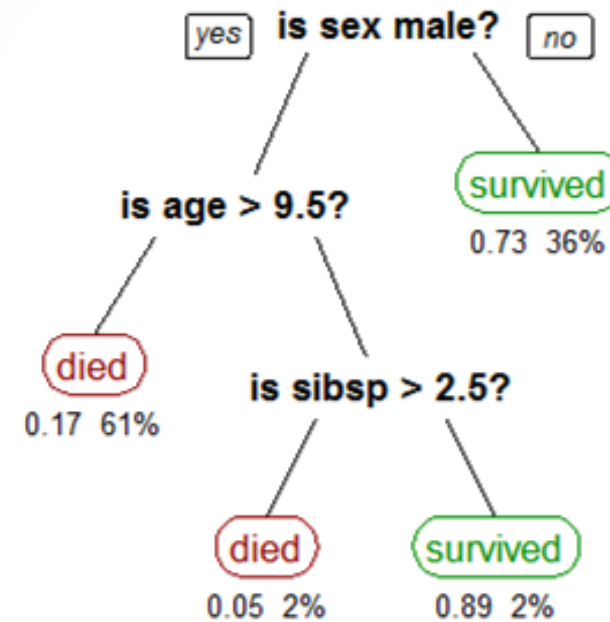 yes is sex male? no
survived
0.73 36%
is age > 9.5?
died
0.17 61%
is sibsp > 2.5?
died survived
0.05 2% 0.89 2%